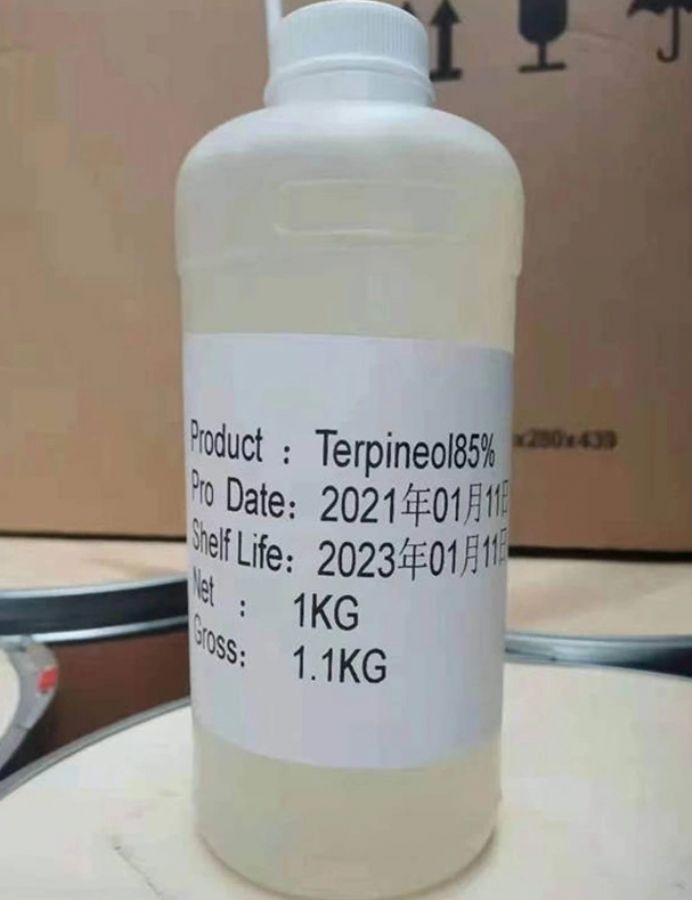 x280x439
Product : Terpineol85%
Pro Date: 2021年01月11日
Shelf Life: 2023年01月11日
Net : 1KG
Gross: 1.1KG